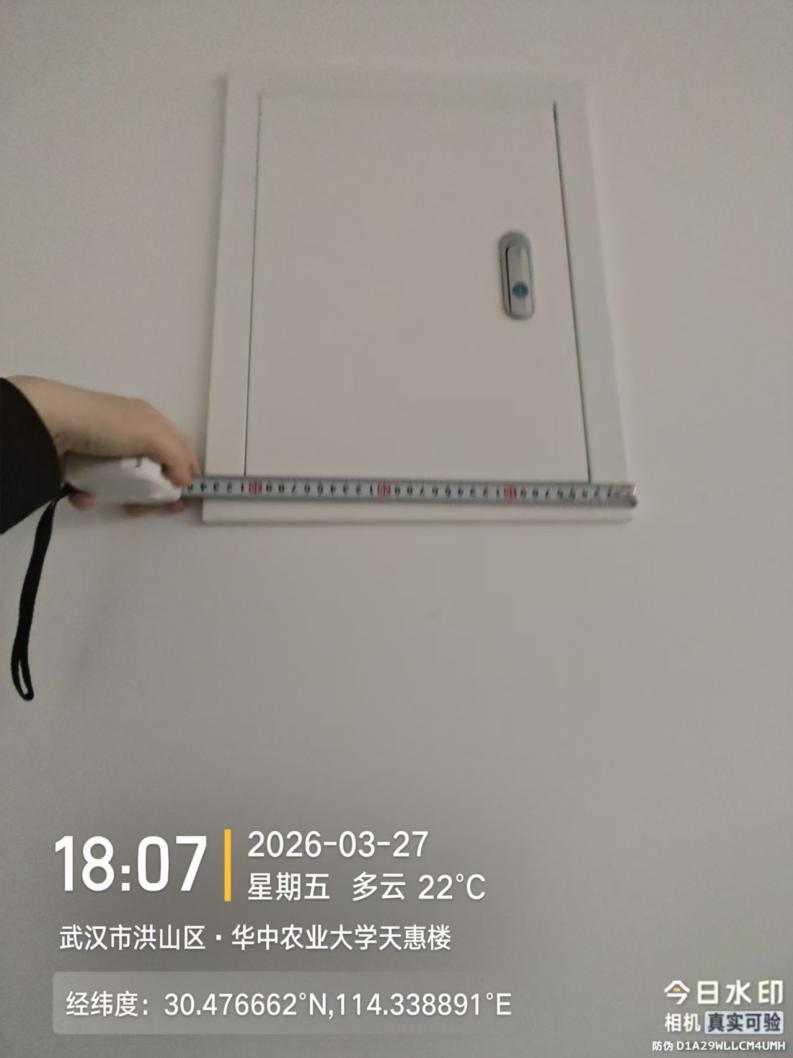 18:07
2026-03-27
星期五 多云 22°C
武汉市洪山区·华中农业大学天惠楼
经纬度：30.476662°N,114.338891°E
今日水印
相机 真实可验
防伪 D1A29WLLCM4UMH